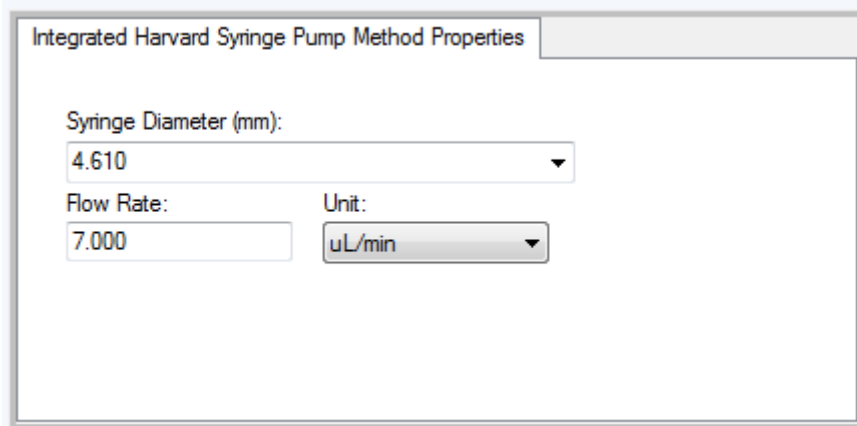 Integrated Harvard Syringe Pump Method Properties
Syringe Diameter (mm):
4.610
Flow Rate: Unit:
7.000 uL/min